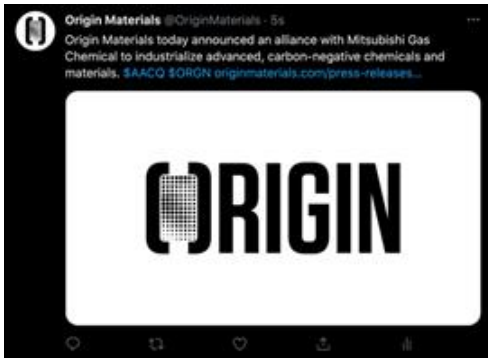 Origin Materials @OriginMaterials · 5s
Origin Materials today announced an alliance with Mitsubishi Gas
Chemical to industrialize advanced, carbon-negative chemicals and
materials. $AACQ $ORGN originmaterials.com/press-releases...
ORIGIN